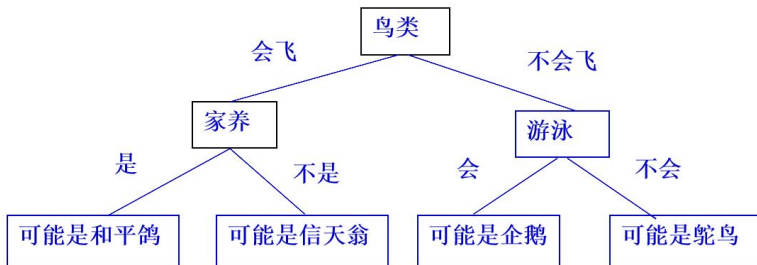 鸟类
会飞
不会飞
家养
游泳
是
不是
会
不会
可能是和平鸽
可能是信天翁
可能是企鹅
可能是鸵鸟